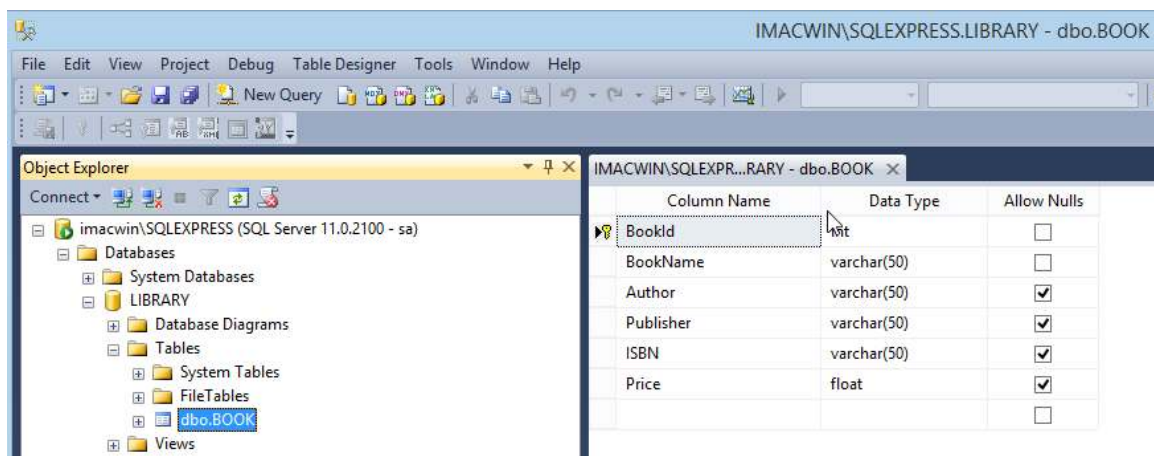 IMACWIN\SQLEXPRESS.LIBRARY - dbo.BOOK
File Edit View Project Debug Table Designer Tools Window Help
New Query
Object Explorer
IMACWIN\SQLEXPR...RARY - dbo.BOOK
Connect
Column Name Data Type Allow Nulls
imacwin\SQLEXPRESS (SQL Server 11.0.2100 - sa)
BookId int
Databases
BookName varchar(50)
System Databases
Author varchar(50)
LIBRARY
Publisher varchar(50)
Database Diagrams
ISBN varchar(50)
Tables
Price float
System Tables
FileTables
dbo.BOOK
Views